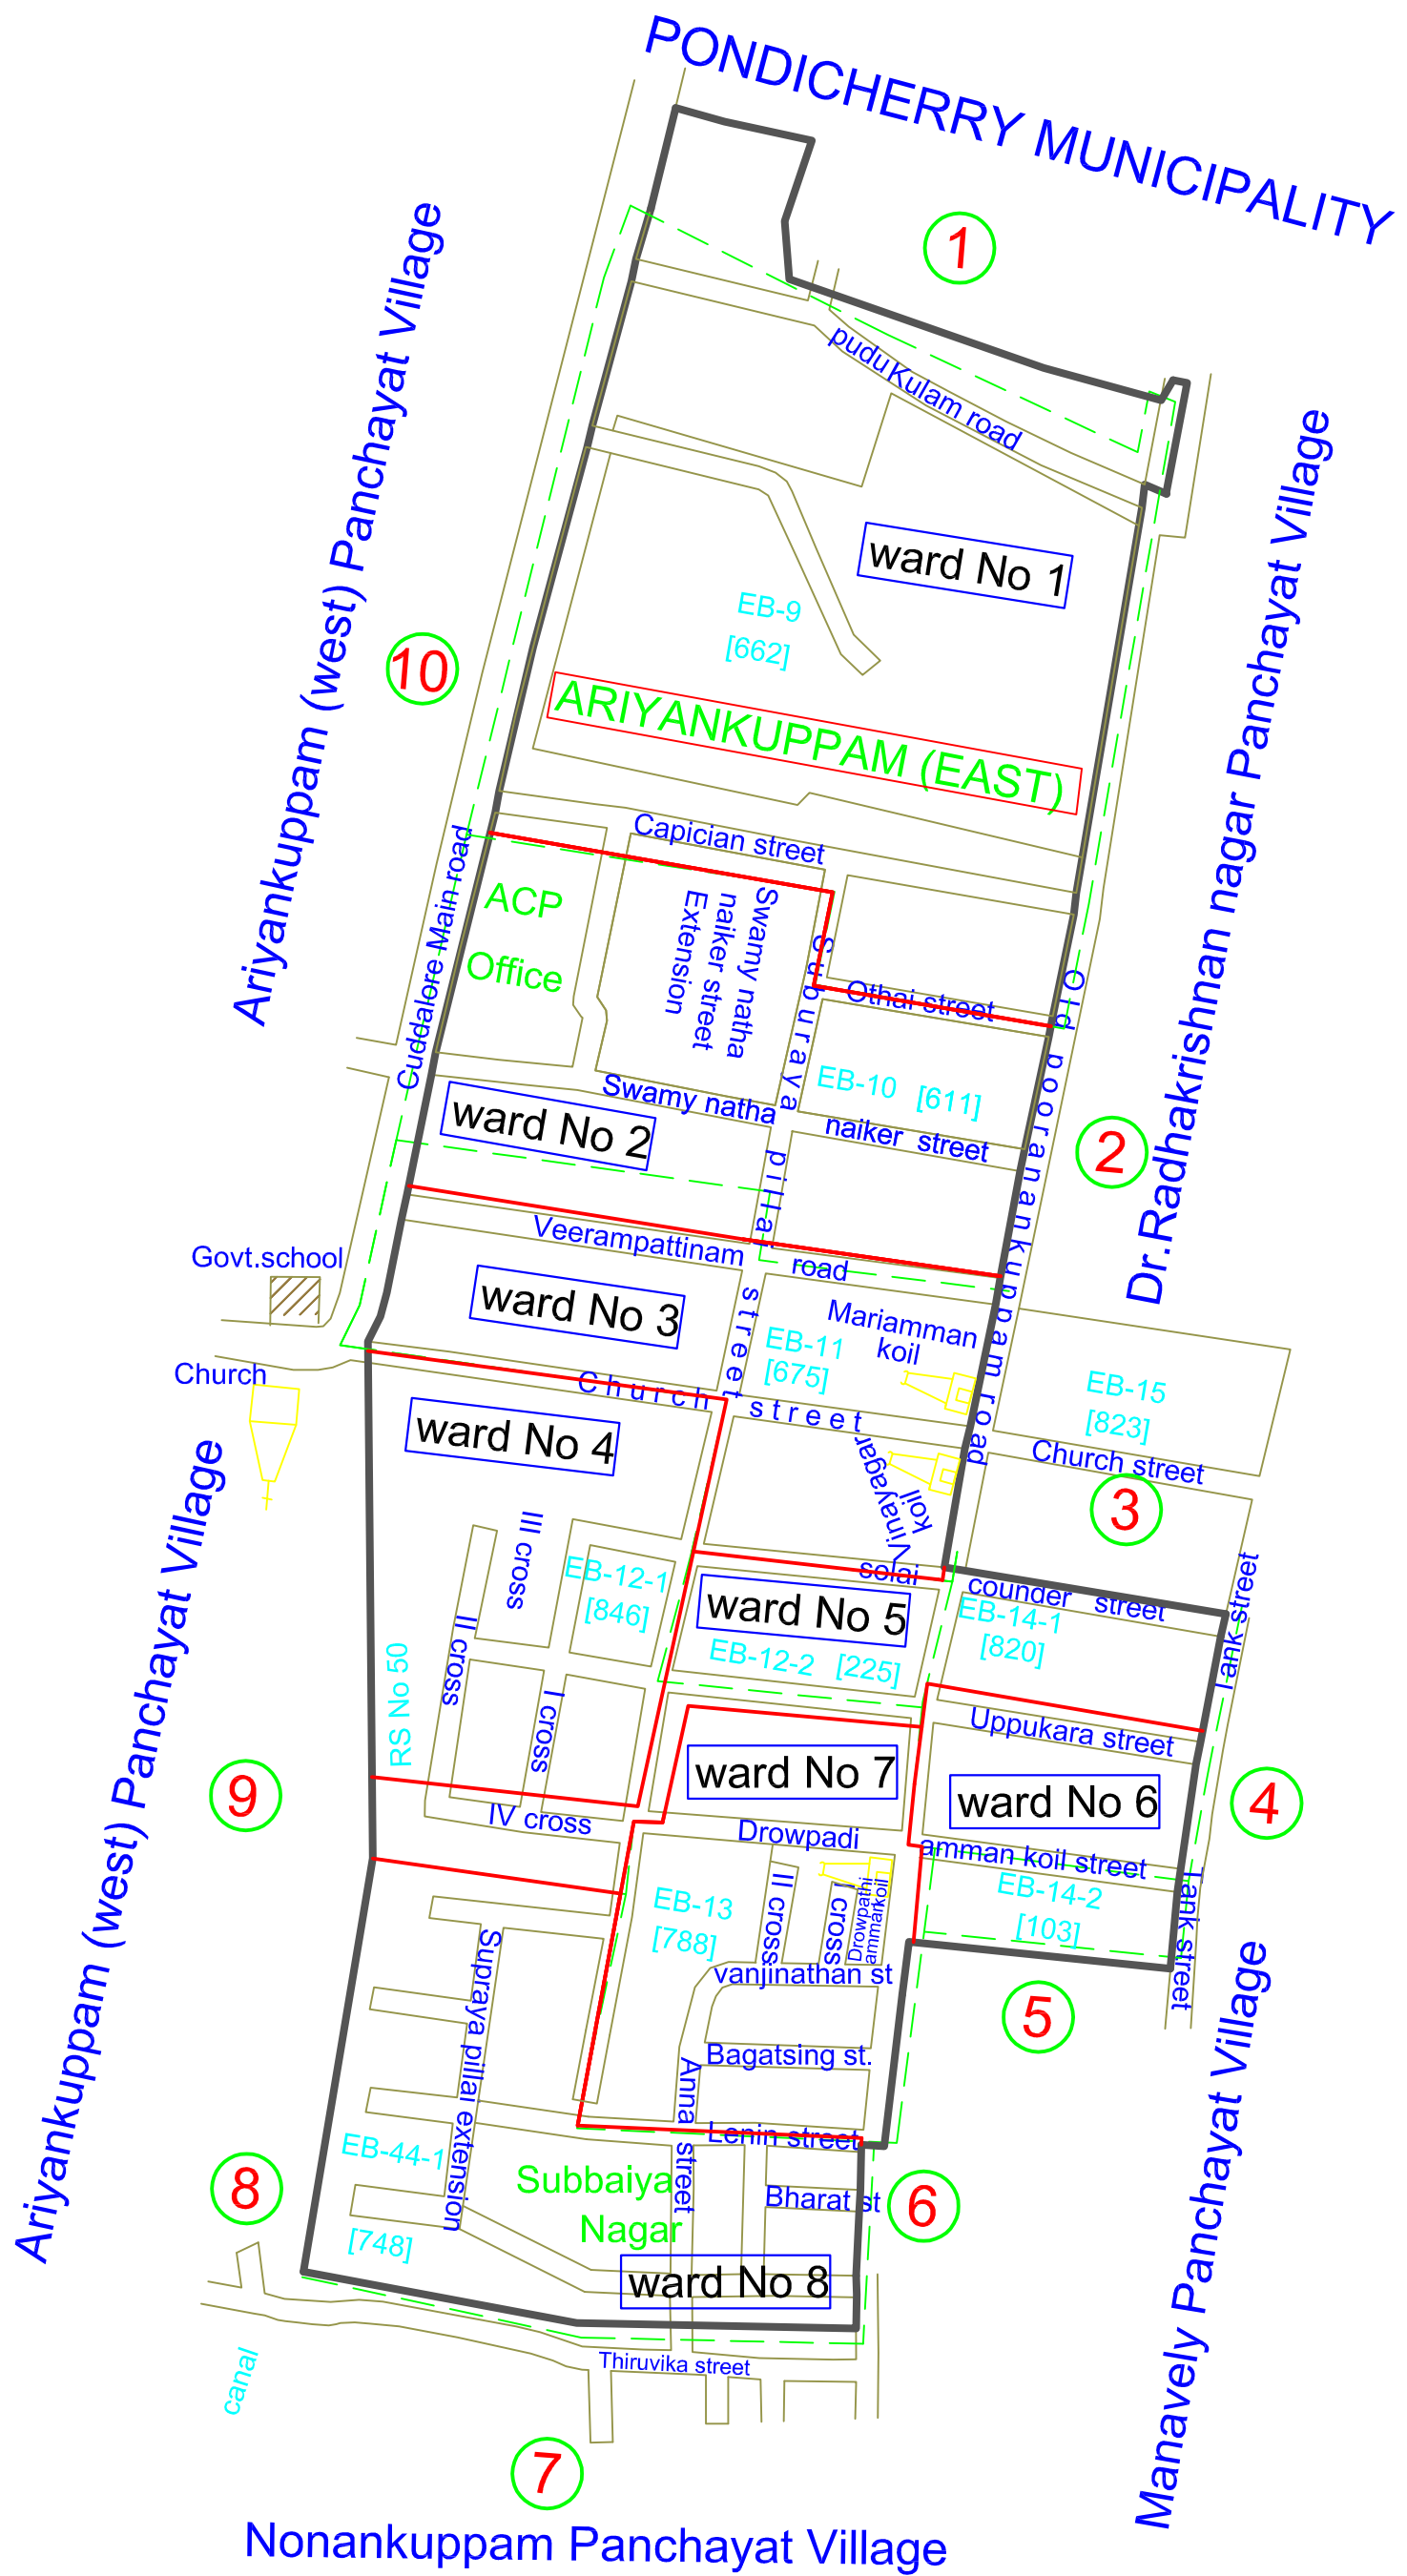 PONDICHERRY MUNICIPALITY
1
Ariyankuppam (west) Panchayat Village
pudu Kulam road
Dr.Radhakrishnan nagar Panchayat Village
ward No 1
EB-9
[662]
10
ARIYANKUPPAM (EAST)
Capician street
Cuddalore Main road
ACP
Office
Swamy natha
naiker street
Extension
Suburaya pillai street
Othai street
Old pooranankuppam road
EB-10 [611]
Swamy natha naiker street
ward No 2
2
Veerampattinam road
Govt.school
ward No 3
Mariamman
koil
EB-11
[675]
Church
Church street
EB-15
[823]
ward No 4
Church street
Vinayagar
koil
3
III cross
EB-12-1
[846]
solai counder street
ward No 5
EB-14-1
[820]
EB-12-2 [225]
II cross
RS No 50
I cross
Tank street
Uppukara street
Ariyankuppam (west) Panchayat Village
ward No 7
ward No 6
9
4
IV cross
Drowpadi amman koil street
EB-13
[788]
II cross
I cross
Drowpathi
ammankoil
EB-14-2
[103]
Tank street
Supraya pillai extension
vanjinathan st
5
Bagatsing st.
Anna street
Lenin street
EB-44-1
[748]
8
Subbaiya
Nagar
Bharat st
6
ward No 8
Manavely Panchayat Village
Thiruvika street
canal
7
Nonankuppam Panchayat Village